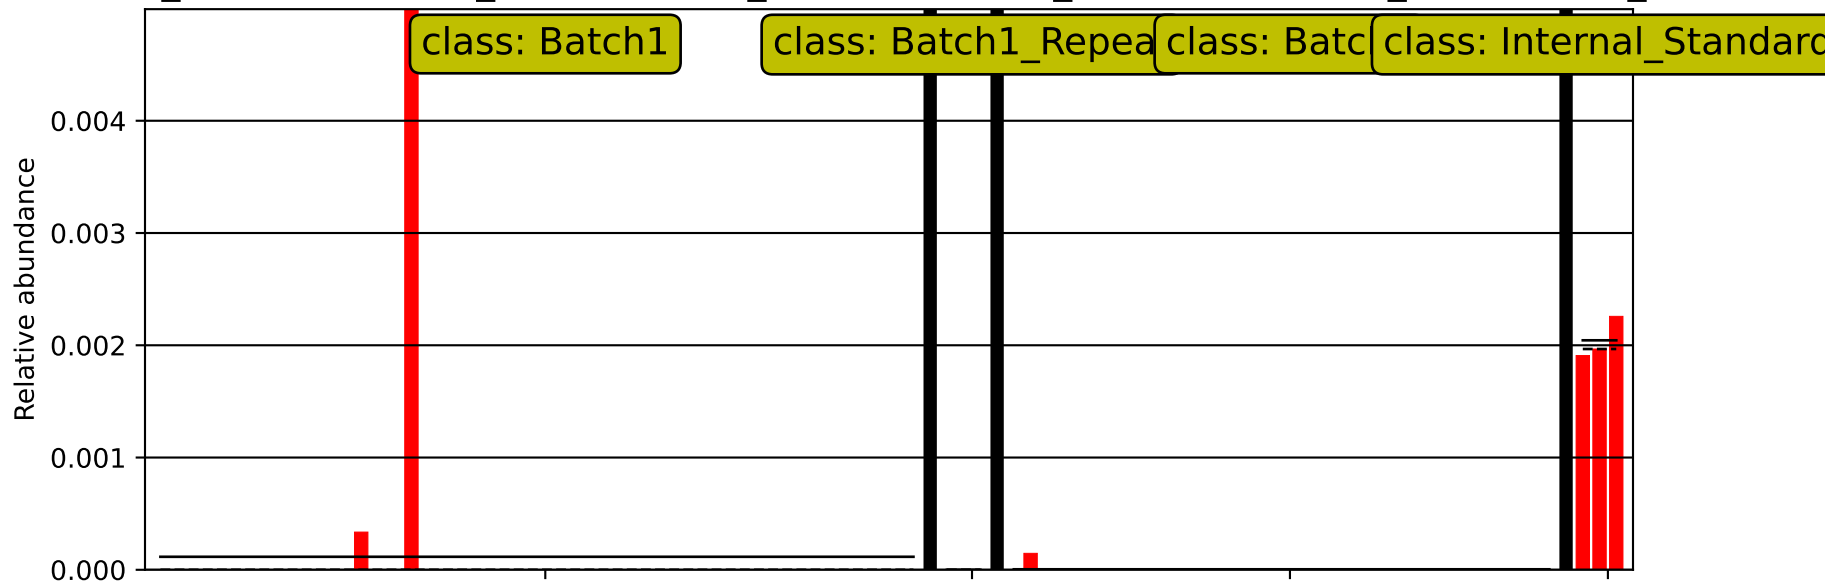 class: Batch1
class: Batch1_Repea
class: Batc
class: Internal_Standard
0.004
0.003
0.002
0.001
0.000
Relative abundance